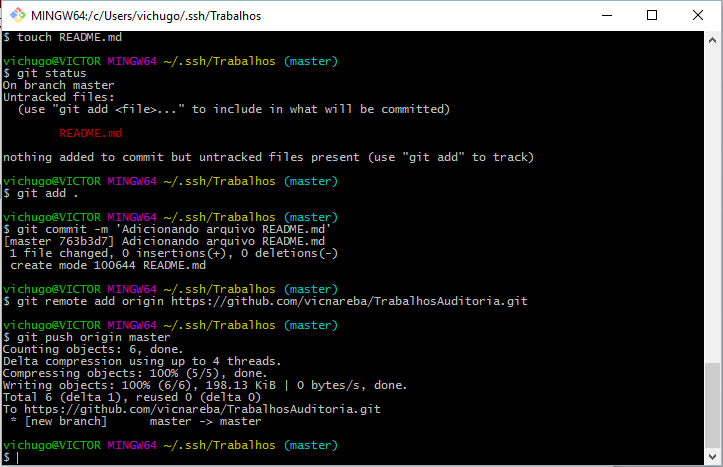 MINGW64:/c/Users/vichugo/.ssh/Trabalhos
$ touch README.md
vichugo@VICTOR MINGW64 ~/.ssh/Trabalhos (master)
$ git status
On branch master
Untracked files:
  (use "git add <file>..." to include in what will be committed)
        README.md
nothing added to commit but untracked files present (use "git add" to track)
vichugo@VICTOR MINGW64 ~/.ssh/Trabalhos (master)
$ git add .
vichugo@VICTOR MINGW64 ~/.ssh/Trabalhos (master)
$ git commit -m 'Adicionando arquivo README.md'
[master 763b3d7] Adicionando arquivo README.md
 1 file changed, 0 insertions(+), 0 deletions(-)
 create mode 100644 README.md
vichugo@VICTOR MINGW64 ~/.ssh/Trabalhos (master)
$ git remote add origin https://github.com/vicnareba/TrabalhosAuditoria.git
vichugo@VICTOR MINGW64 ~/.ssh/Trabalhos (master)
$ git push origin master
Counting objects: 6, done.
Delta compression using up to 4 threads.
Compressing objects: 100% (5/5), done.
Writing objects: 100% (6/6), 198.13 KiB | 0 bytes/s, done.
Total 6 (delta 1), reused 0 (delta 0)
To https://github.com/vicnareba/TrabalhosAuditoria.git
 * [new branch]      master -> master
vichugo@VICTOR MINGW64 ~/.ssh/Trabalhos (master)
$